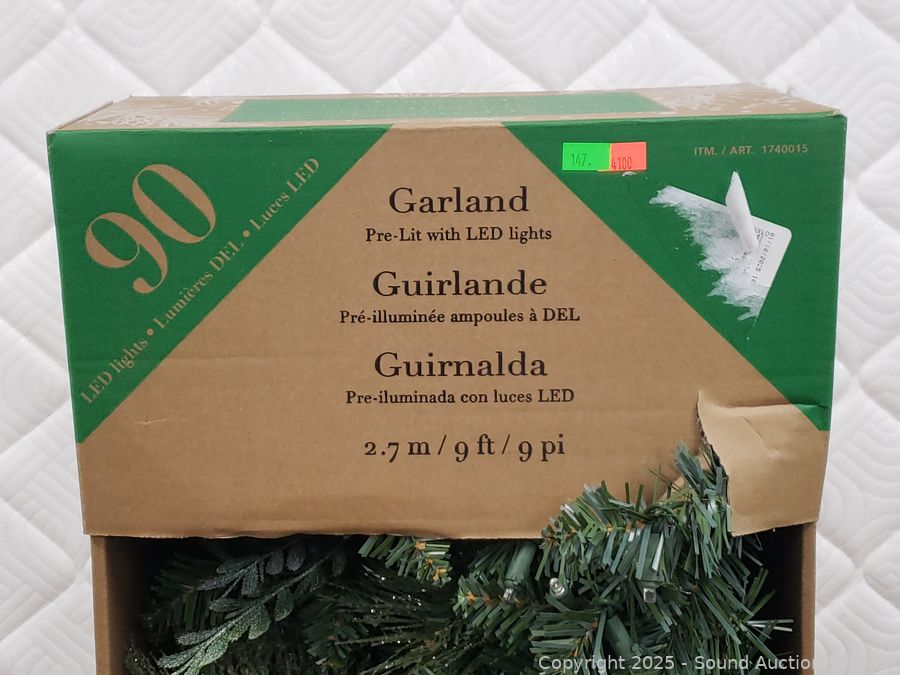 90
LED lights • Lumières DEL • Luces LED
147.
4100
ITM. / ART. 1740015
Garland
Pre-Lit with LED lights
Guirlande
Pré-illuminée ampoules à DEL
Guirnalda
Pre-iluminada con luces LED
2.7 m / 9 ft / 9 pi
Copyright 2025 - Sound Auction